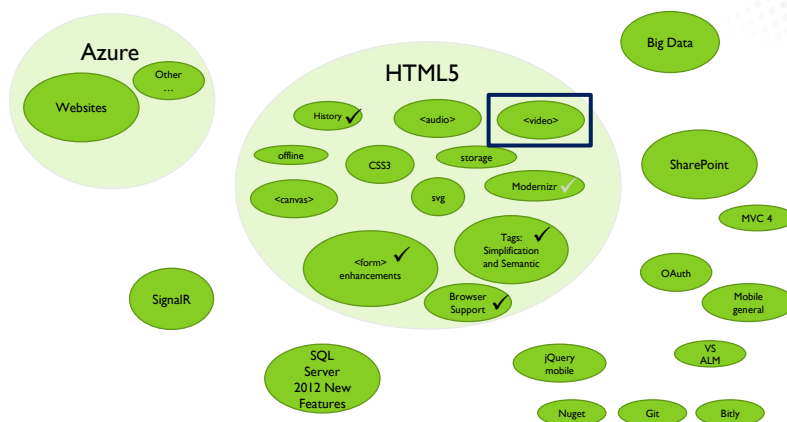 Azure
Other
…
Websites
HTML5
Big Data
History
<audio>
<video>
offline
CSS3
storage
Modernizr
SharePoint
<canvas>
svg
MVC 4
Tags:
Simplification
and Semantic
<form>
enhancements
OAuth
SignalR
Browser
Support
Mobile
general
SQL
Server
2012 New
Features
jQuery
mobile
VS
ALM
Nuget
Git
Bitly